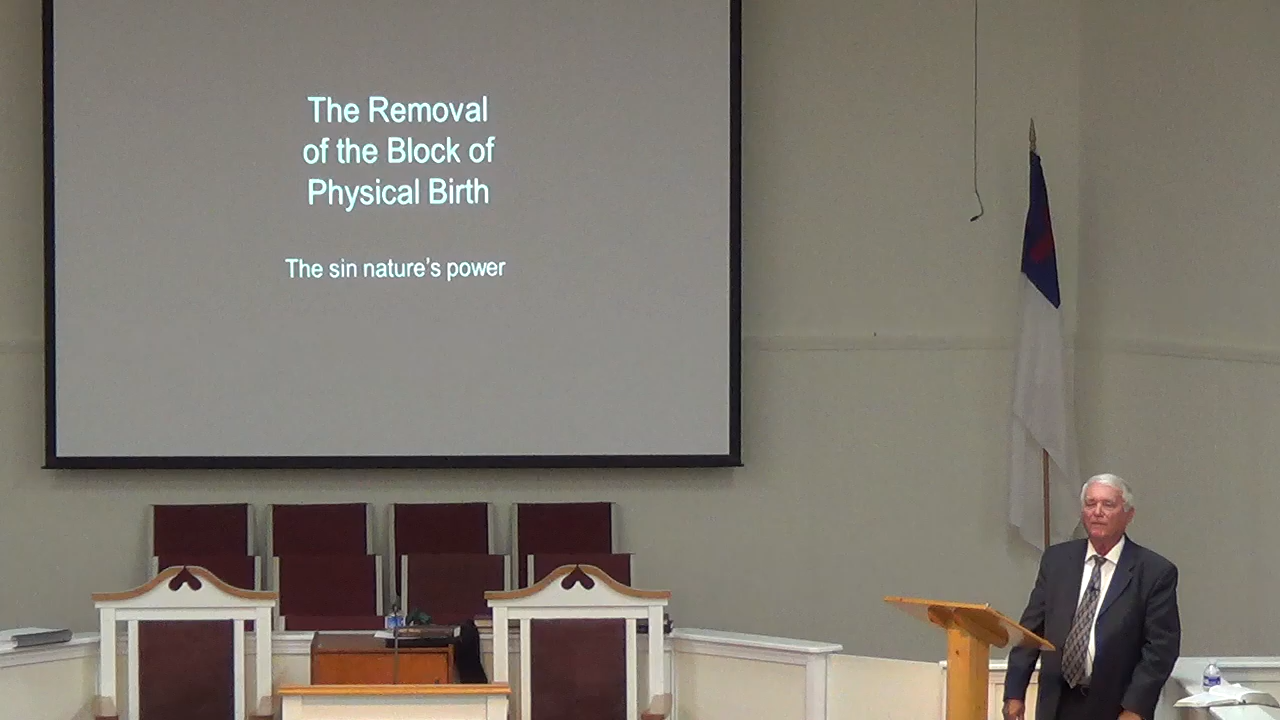 The Removal
of the Block of
Physical Birth
The sin nature's power